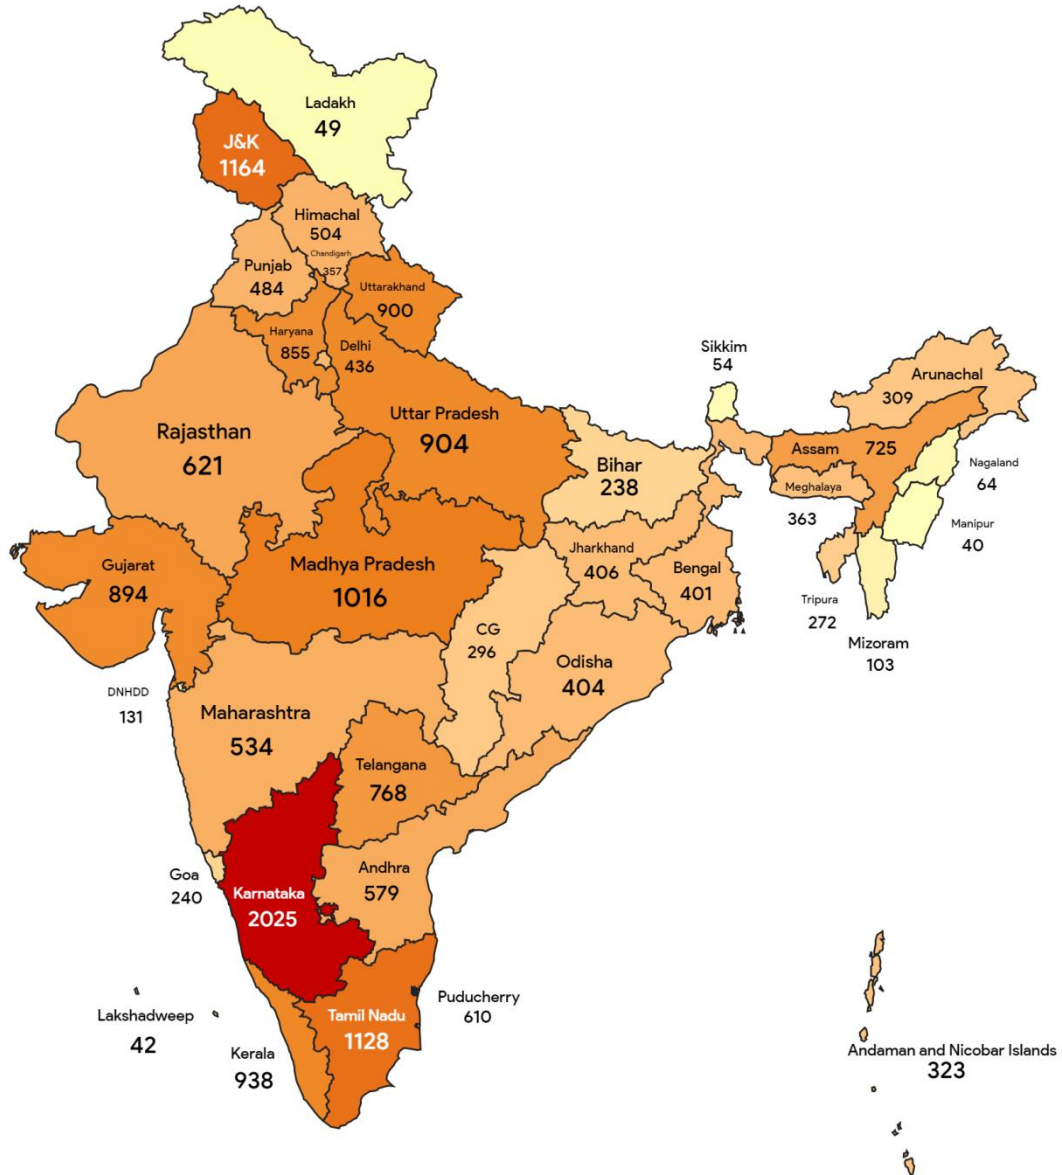 Ladakh
49
J&K
1164
Himachal
504
Chandigarh
357
Punjab
484
Uttarakhand
900
Haryana
855
Delhi
436
Sikkim
54
Arunachal
309
Rajasthan
621
Uttar Pradesh
904
Bihar
238
Assam 725
Nagaland
64
Meghalaya
363
Manipur
40
Gujarat
894
Madhya Pradesh
1016
Jharkhand
406
Bengal
401
Tripura
272
Mizoram
103
CG
296
Odisha
404
DNHDD
131
Maharashtra
534
Telangana
768
Goa
240
Karnataka
2025
Andhra
579
Lakshadweep
42
Kerala
938
Tamil Nadu
1128
Puducherry
610
Andaman and Nicobar Islands
323